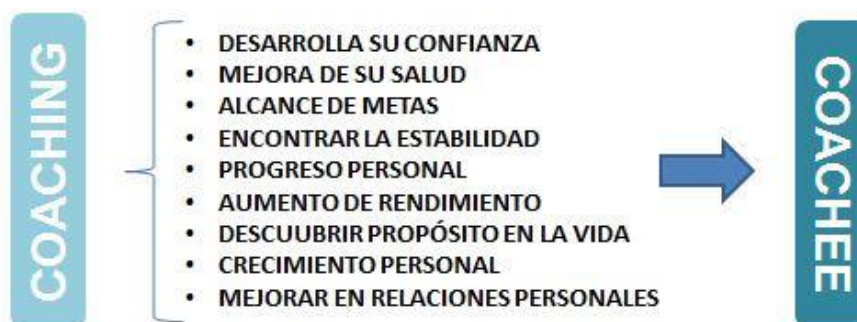 COACHING
• DESARROLLA SU CONFIANZA
• MEJORA DE SU SALUD
• ALCANCE DE METAS
• ENCONTRAR LA ESTABILIDAD
• PROGRESO PERSONAL
• AUMENTO DE RENDIMIENTO
• DESCUUBRIR PROPÓSITO EN LA VIDA
• CRECIMIENTO PERSONAL
• MEJORAR EN RELACIONES PERSONALES
COACHEE